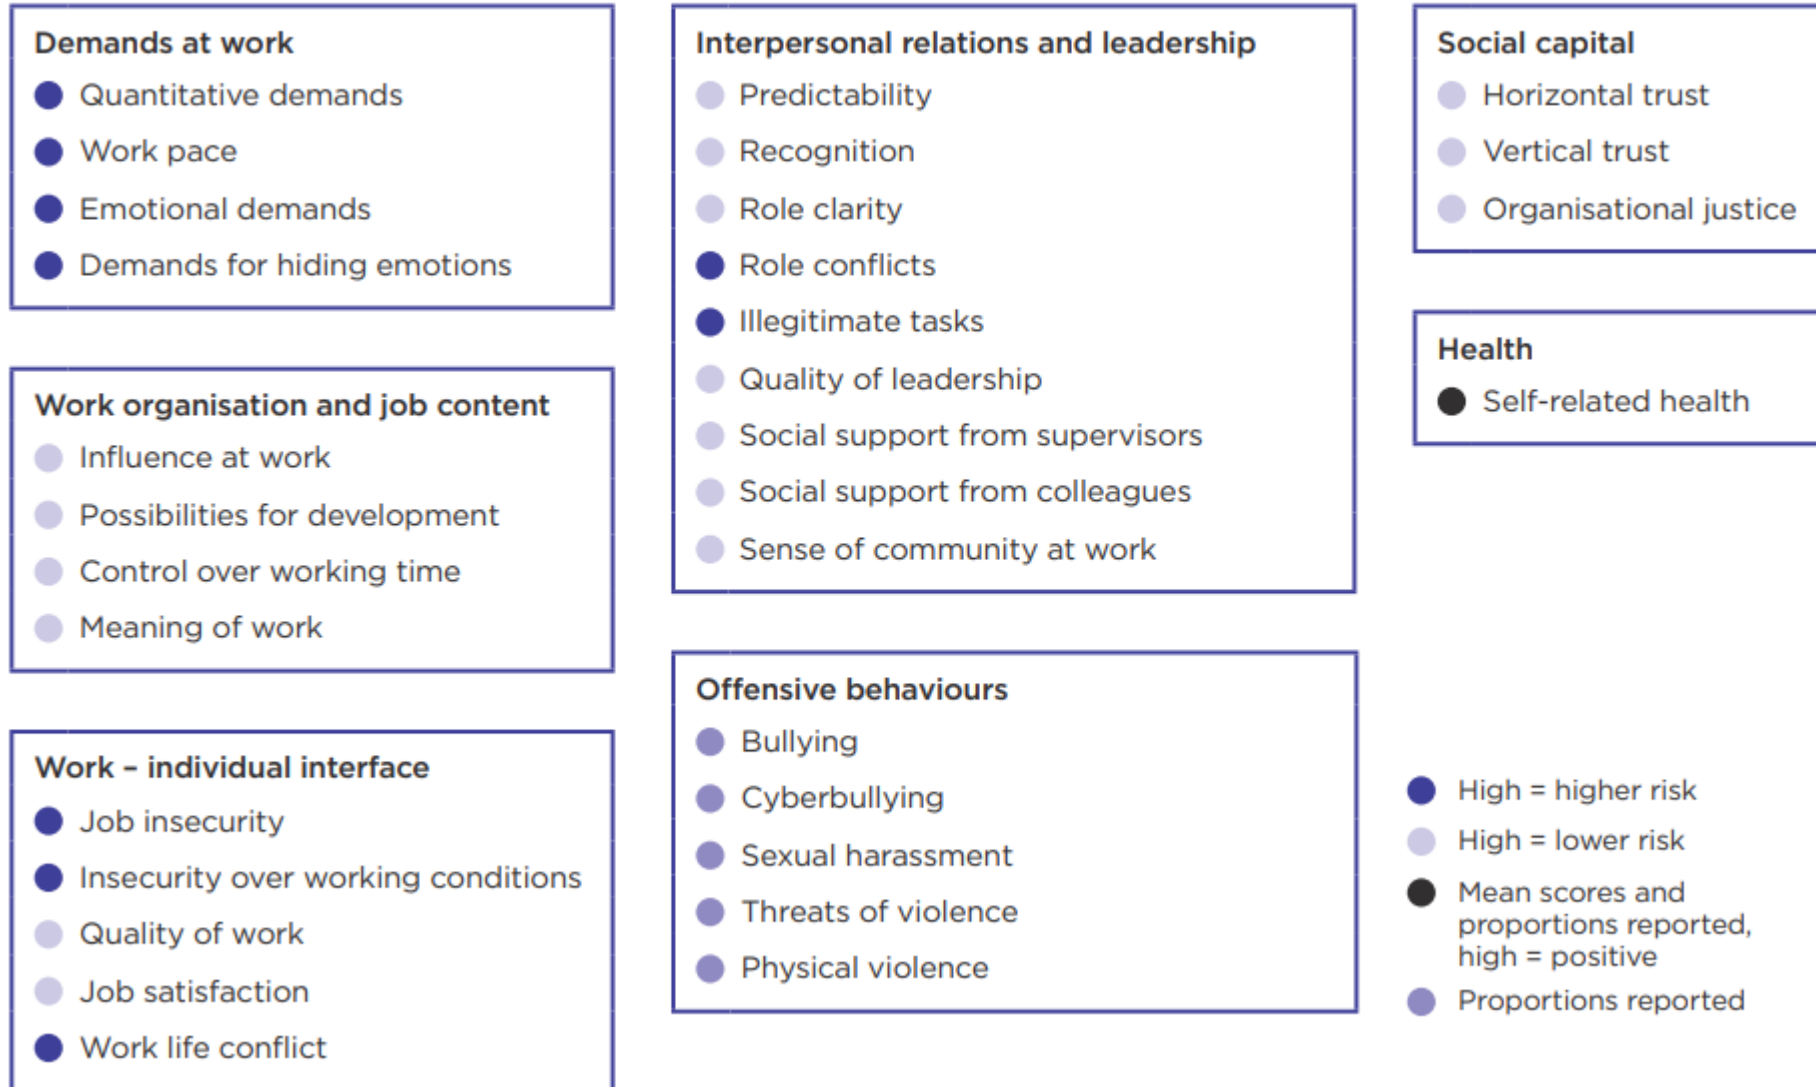 Demands at work
Quantitative demands
Work pace
Emotional demands
Demands for hiding emotions
Work organisation and job content
Influence at work
Possibilities for development
Control over working time
Meaning of work
Work – individual interface
Job insecurity
Insecurity over working conditions
Quality of work
Job satisfaction
Work life conflict
Interpersonal relations and leadership
Predictability
Recognition
Role clarity
Role conflicts
Illegitimate tasks
Quality of leadership
Social support from supervisors
Social support from colleagues
Sense of community at work
Offensive behaviours
Bullying
Cyberbullying
Sexual harassment
Threats of violence
Physical violence
Social capital
Horizontal trust
Vertical trust
Organisational justice
Health
Self-related health
High = higher risk
High = lower risk
Mean scores and
proportions reported,
high = positive
Proportions reported